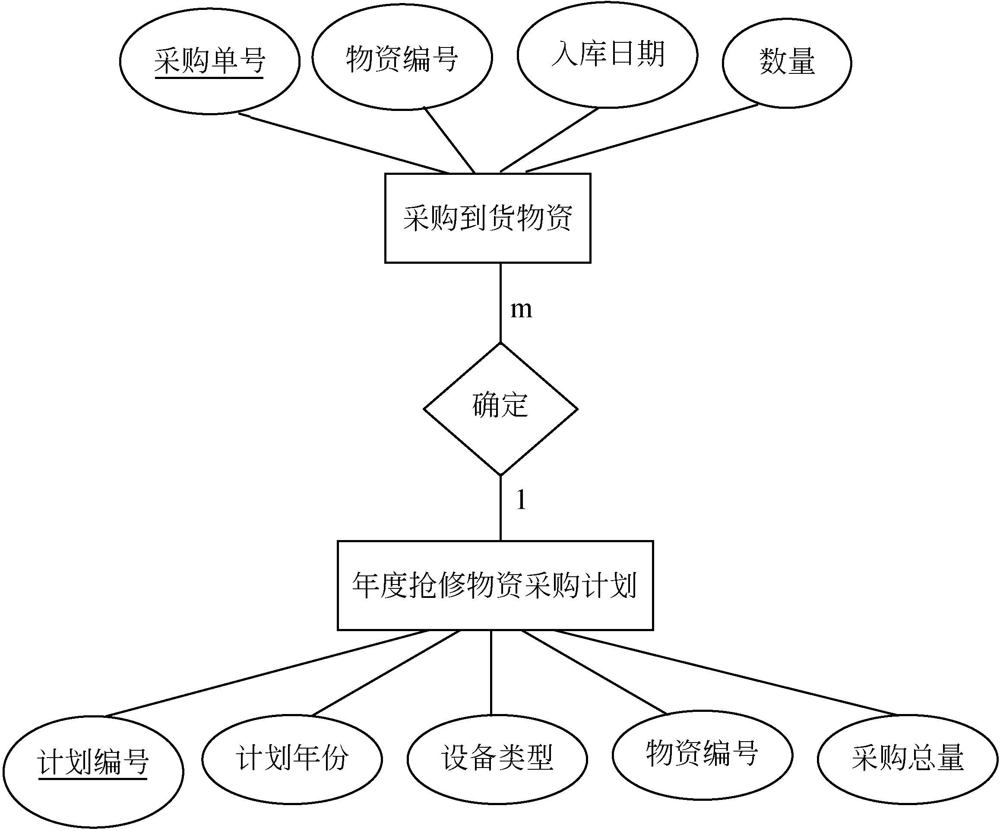 采购单号
物资编号
入库日期
数量
采购到货物资
m
确定
1
年度抢修物资采购计划
计划编号
计划年份
设备类型
物资编号
采购总量